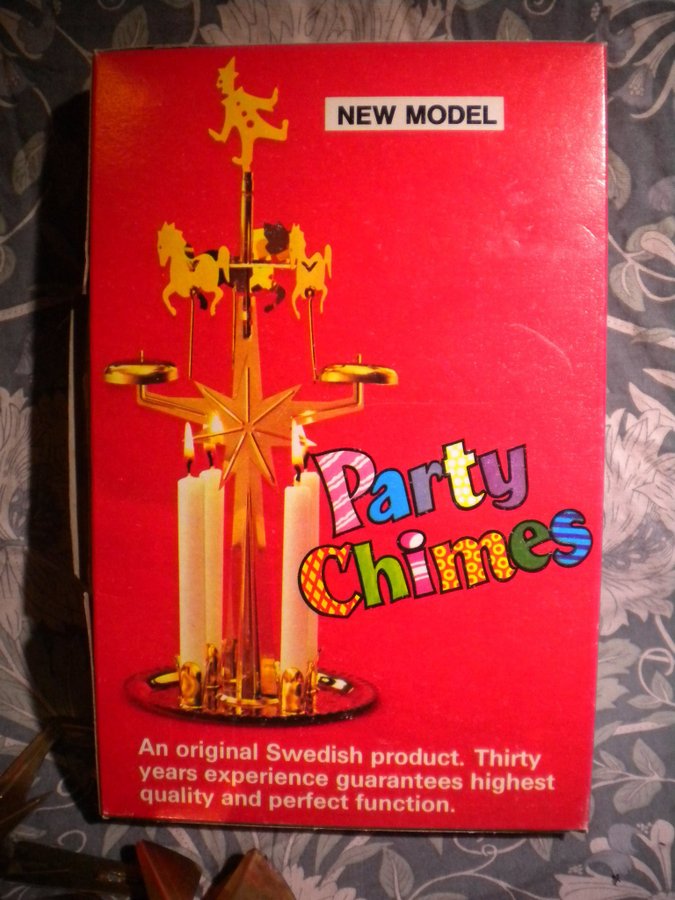 NEW MODEL
Party
Chimes
An original Swedish product. Thirty
years experience guarantees highest
quality and perfect function.